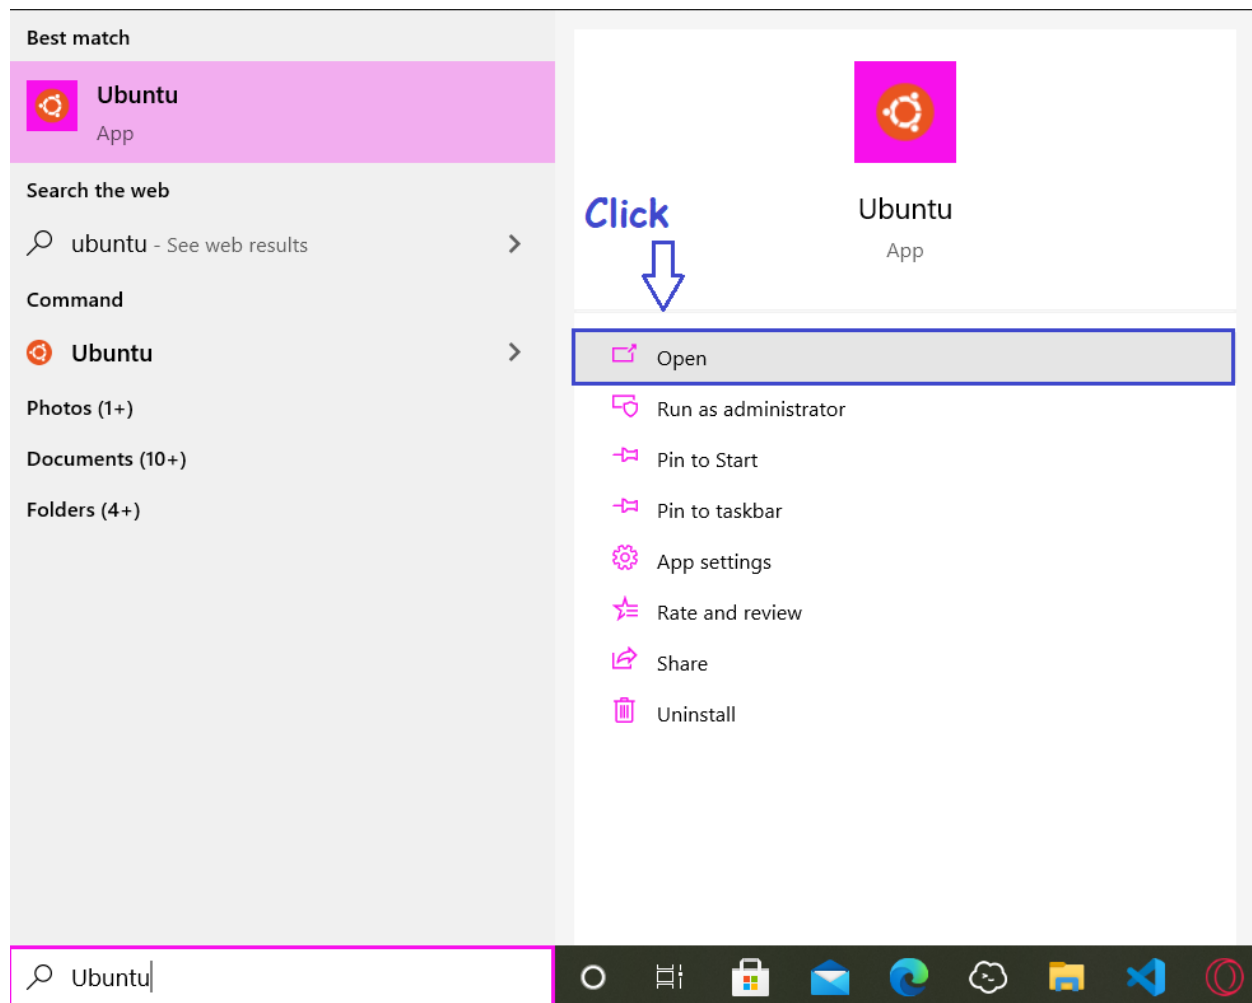 Best match
Ubuntu
App
Search the web
ubuntu - See web results
Command
Ubuntu
Photos (1+)
Documents (10+)
Folders (4+)
Ubuntu
Ubuntu
App
Click
Open
Run as administrator
Pin to Start
Pin to taskbar
App settings
Rate and review
Share
Uninstall